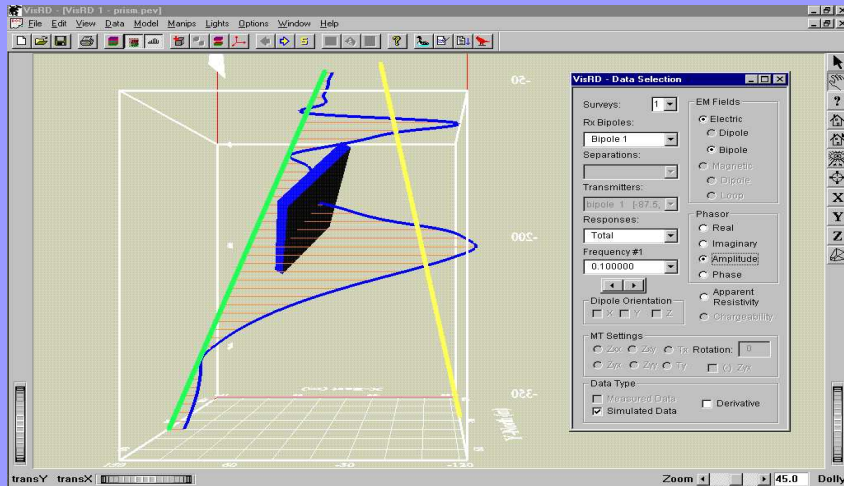 VisRD - [VisRD 1 - prism.pev]
File Edit View Data Model Manips Lights Options Window Help
VisRD - Data Selection
Surveys: 1
Rx Bipoles:
Bipole 1
Separations:
Transmitters:
bipole 1 [-87.5,
Responses:
Total
Frequency #1
0.100000
Dipole Orientation
X Y Z
EM Fields
Electric
Dipole
Bipole
Magnetic
Dipole
Loop
Phasor
Real
Imaginary
Amplitude
Phase
Apparent
Resistivity
Chargeability
MT Settings
Zxx Zxy Tx Rotation: 0
Zyx Zyy Ty (-) Zyx
Data Type
Measured Data
Simulated Data
Derivative
-50
-200
-350
X
Y
Z
transY transX
Zoom 45.0 Dolly